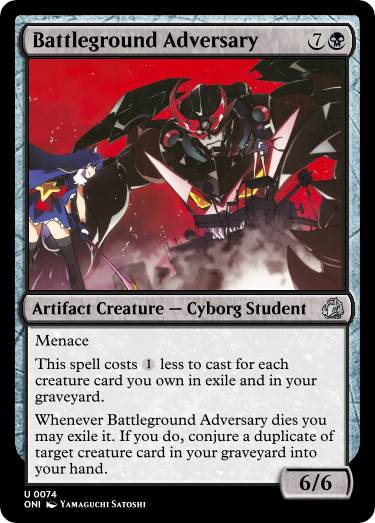 Battleground Adversary 7
Artifact Creature — Cyborg Student
Menace
This spell costs 1 less to cast for each
creature card you own in exile and in your
graveyard.
Whenever Battleground Adversary dies you
may exile it. If you do, conjure a duplicate of
target creature card in your graveyard into
your hand.
6/6
U 0074
ONI Yamaguchi Satoshi